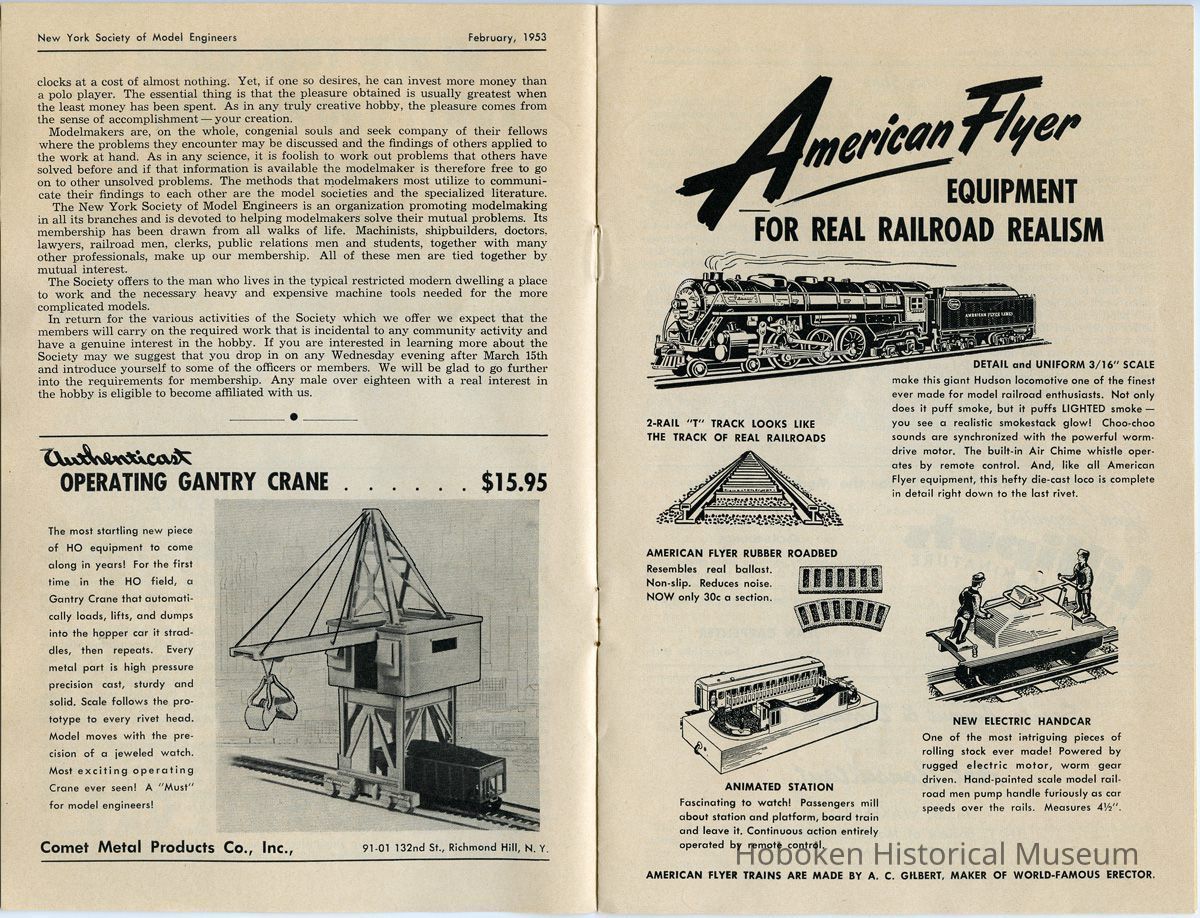 New York Society of Model Engineers February, 1953
clocks at a cost of almost nothing. Yet, if one so desires, he can invest more money than
a polo player. The essential thing is that the pleasure obtained is usually greatest when
the least money has been spent. As in any truly creative hobby, the pleasure comes from
the sense of accomplishment — your creation.
Modelmakers are, on the whole, congenial souls and seek company of their fellows
where the problems they encounter may be discussed and the findings of others applied to
the work at hand. As in any science, it is foolish to work out problems that others have
solved before and if that information is available the modelmaker is therefore free to go
on to other unsolved problems. The methods that modelmakers most utilize to communi-
cate their findings to each other are the model societies and the specialized literature.
The New York Society of Model Engineers is an organization promoting modelmaking
in all its branches and is devoted to helping modelmakers solve their mutual problems. Its
membership has been drawn from all walks of life. Machinists, shipbuilders, doctors,
lawyers, railroad men, clerks, public relations men and students, together with many
other professionals, make up our membership. All of these men are tied together by
mutual interest.
The Society offers to the man who lives in the typical restricted modern dwelling a place
to work and the necessary heavy and expensive machine tools needed for the more
complicated models.
In return for the various activities of the Society which we offer we expect that the
members will carry on the required work that is incidental to any community activity and
have a genuine interest in the hobby. If you are interested in learning more about the
Society may we suggest that you drop in on any Wednesday evening after March 15th
and introduce yourself to some of the officers or members. We will be glad to go further
into the requirements for membership. Any male over eighteen with a real interest in
the hobby is eligible to become affiliated with us.
Authenticast
OPERATING GANTRY CRANE . . . . . . $15.95
The most startling new piece
of HO equipment to come
along in years! For the first
time in the HO field, a
Gantry Crane that automati-
cally loads, lifts, and dumps
into the hopper car it strad-
dles, then repeats. Every
metal part is high pressure
precision cast, sturdy and
solid. Scale follows the pro-
totype to every rivet head.
Model moves with the pre-
cision of a jeweled watch.
Most exciting operating
Crane ever seen! A "Must"
for model engineers!
Comet Metal Products Co., Inc., 91-01 132nd St., Richmond Hill, N. Y.
American Flyer
EQUIPMENT
FOR REAL RAILROAD REALISM
AMERICAN FLYER LINES
DETAIL and UNIFORM 3/16" SCALE
make this giant Hudson locomotive one of the finest
ever made for model railroad enthusiasts. Not only
does it puff smoke, but it puffs LIGHTED smoke —
you see a realistic smokestack glow! Choo-choo
sounds are synchronized with the powerful worm-
drive motor. The built-in Air Chime whistle oper-
ates by remote control. And, like all American
Flyer equipment, this hefty die-cast loco is complete
in detail right down to the last rivet.
2-RAIL "T" TRACK LOOKS LIKE
THE TRACK OF REAL RAILROADS
AMERICAN FLYER RUBBER ROADBED
Resembles real ballast.
Non-slip. Reduces noise.
NOW only 30c a section.
NEW ELECTRIC HANDCAR
One of the most intriguing pieces of
rolling stock ever made! Powered by
rugged electric motor, worm gear
driven. Hand-painted scale model rail-
road men pump handle furiously as car
speeds over the rails. Measures 4½".
ANIMATED STATION
Fascinating to watch! Passengers mill
about station and platform, board train
and leave it. Continuous action entirely
operated by remote control.
Hoboken Historical Museum
AMERICAN FLYER TRAINS ARE MADE BY A. C. GILBERT, MAKER OF WORLD-FAMOUS ERECTOR.